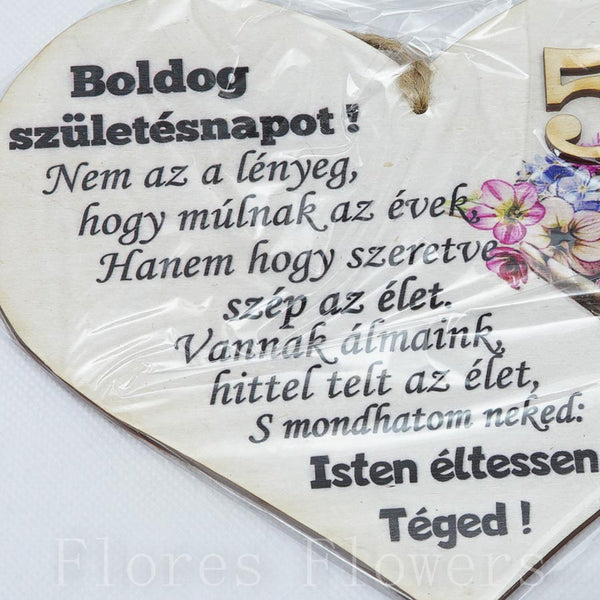 Boldog
születésnapot !
Nem az a lényeg,
hogy múlnak az évek,
Hanem hogy szeretve
szép az élet.
Vannak álmaink,
hittel telt az élet,
S mondhatom neked:
Isten éltessen
Téged !
5
Flores Flowers